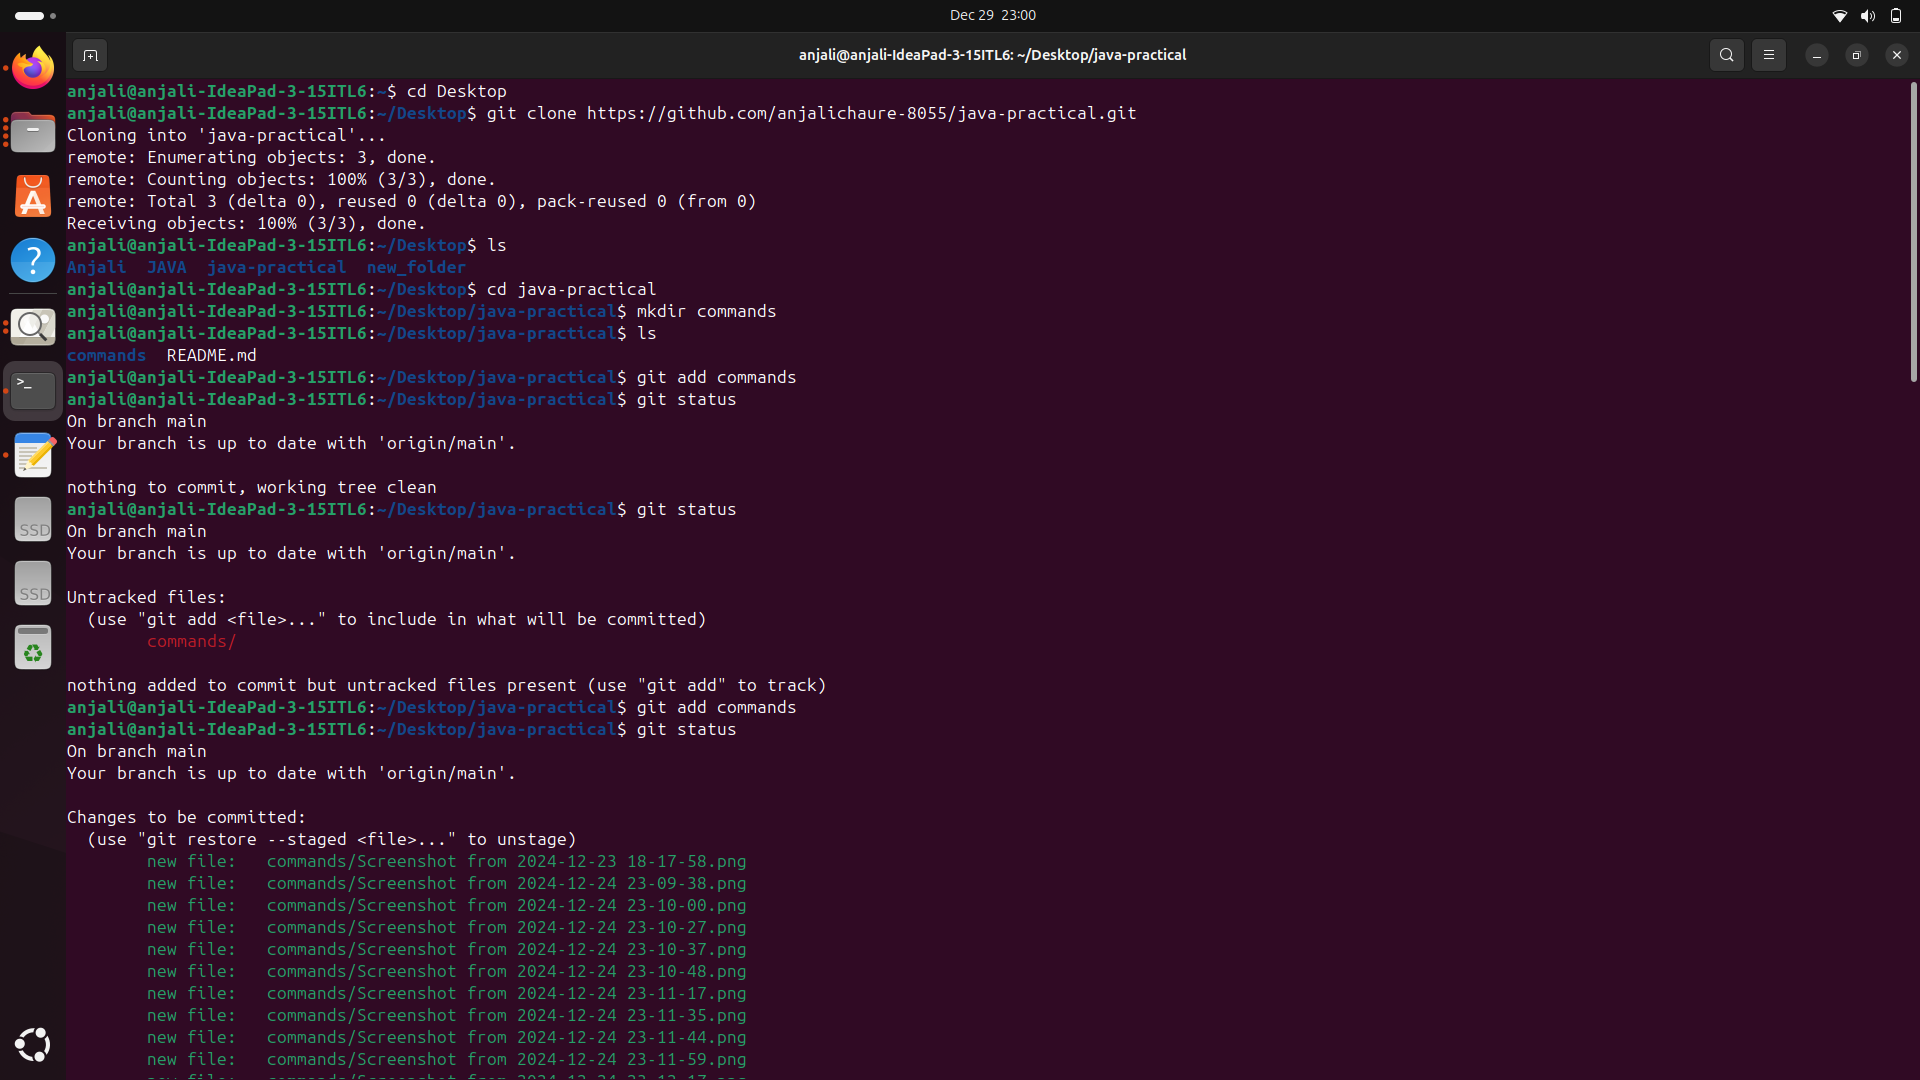 Dec 29 23:00
anjali@anjali-IdeaPad-3-15ITL6: ~/Desktop/java-practical
anjali@anjali-IdeaPad-3-15ITL6:~$ cd Desktop
anjali@anjali-IdeaPad-3-15ITL6:~/Desktop$ git clone https://github.com/anjalichaure-8055/java-practical.git
Cloning into 'java-practical'...
remote: Enumerating objects: 3, done.
remote: Counting objects: 100% (3/3), done.
remote: Total 3 (delta 0), reused 0 (delta 0), pack-reused 0 (from 0)
Receiving objects: 100% (3/3), done.
anjali@anjali-IdeaPad-3-15ITL6:~/Desktop$ ls
Anjali  JAVA  java-practical  new_folder
anjali@anjali-IdeaPad-3-15ITL6:~/Desktop$ cd java-practical
anjali@anjali-IdeaPad-3-15ITL6:~/Desktop/java-practical$ mkdir commands
anjali@anjali-IdeaPad-3-15ITL6:~/Desktop/java-practical$ ls
commands  README.md
anjali@anjali-IdeaPad-3-15ITL6:~/Desktop/java-practical$ git add commands
anjali@anjali-IdeaPad-3-15ITL6:~/Desktop/java-practical$ git status
On branch main
Your branch is up to date with 'origin/main'.
nothing to commit, working tree clean
anjali@anjali-IdeaPad-3-15ITL6:~/Desktop/java-practical$ git status
On branch main
Your branch is up to date with 'origin/main'.
Untracked files:
  (use "git add <file>..." to include in what will be committed)
        commands/
nothing added to commit but untracked files present (use "git add" to track)
anjali@anjali-IdeaPad-3-15ITL6:~/Desktop/java-practical$ git add commands
anjali@anjali-IdeaPad-3-15ITL6:~/Desktop/java-practical$ git status
On branch main
Your branch is up to date with 'origin/main'.
Changes to be committed:
  (use "git restore --staged <file>..." to unstage)
        new file:   commands/Screenshot from 2024-12-23 18-17-58.png
        new file:   commands/Screenshot from 2024-12-24 23-09-38.png
        new file:   commands/Screenshot from 2024-12-24 23-10-00.png
        new file:   commands/Screenshot from 2024-12-24 23-10-27.png
        new file:   commands/Screenshot from 2024-12-24 23-10-37.png
        new file:   commands/Screenshot from 2024-12-24 23-10-48.png
        new file:   commands/Screenshot from 2024-12-24 23-11-17.png
        new file:   commands/Screenshot from 2024-12-24 23-11-35.png
        new file:   commands/Screenshot from 2024-12-24 23-11-44.png
        new file:   commands/Screenshot from 2024-12-24 23-11-59.png
SSD
SSD